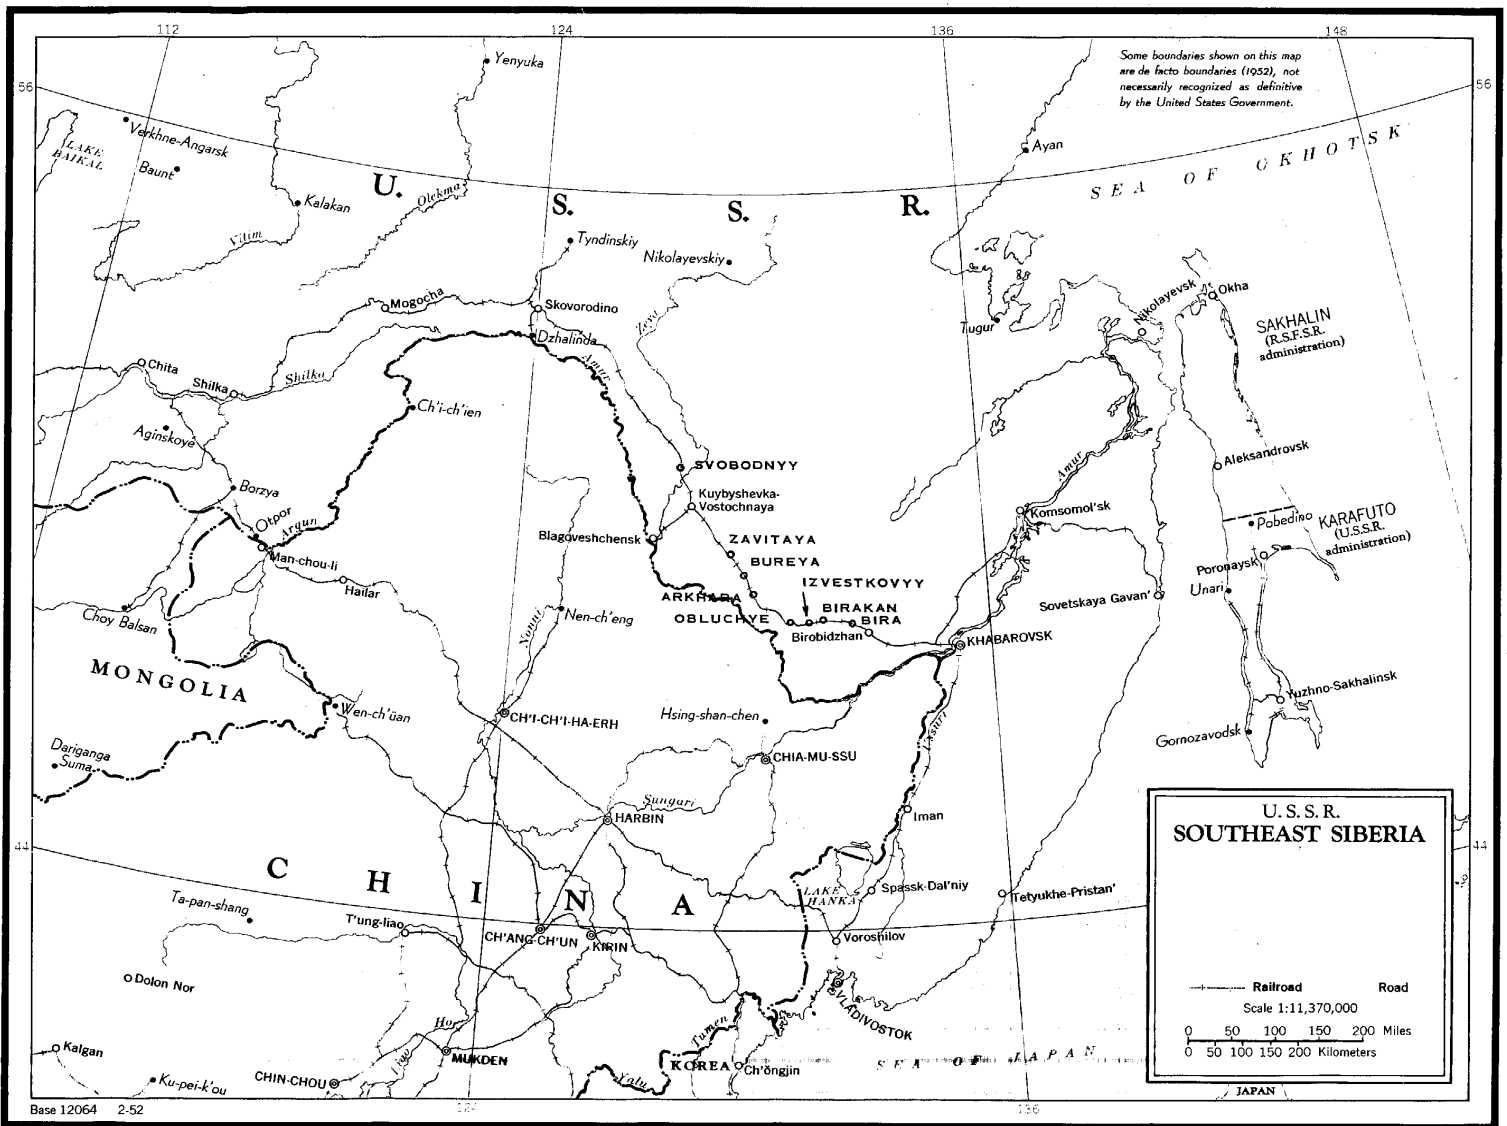 112
124
136
148
56
56
Yenyuka
Some boundaries shown on this map
are de facto boundaries (1952), not
necessarily recognized as definitive
by the United States Government.
Verkhne-Angarsk
LAKE
BAIKAL
Baunt
Ayan
SEA OF OKHOTSK
U. S. S. R.
Kalakan
Olekma
Vitim
Tyndinskiy
Nikolayevskiy
Mogocha
Skovorodino
Zeya
Nikolayevsk
Okha
Tugur
SAKHALIN
(R.S.F.S.R.
administration)
Dzhalinda
Amur
Chita
Shilka
Shilka
Ch'i-ch'ien
Aginskoye
Amur
Aleksandrovsk
SVOBODNYY
Borzya
Kuybyshevka-
Vostochnaya
Komsomol'sk
Otpor
Argun
Pobedino
KARAFUTO
(U.S.S.R.
administration)
Blagoveshchensk
ZAVITAYA
BUREYA
Man-chou-li
Poronaysk
Hailar
IZVESTKOVYY
Unari
ARKHARA
Sovetskaya Gavan'
Choy Balsan
Nonni
Nen-ch'eng
OBLUCHYE
BIRAKAN
BIRA
Birobidzhan
KHABAROVSK
MONGOLIA
Yuzhno-Sakhalinsk
Wen-ch'üan
CH'I-CH'I-HA-ERH
Hsing-shan-chen
Ussuri
Gornozavodsk
Dariganga
Suma
CHIA-MU-SSU
Sungari
HARBIN
Iman
U.S.S.R.
SOUTHEAST SIBERIA
44
44
C H I N A
LAKE
HANKA
Spassk-Dal'niy
Tetyukhe-Pristan'
Ta-pan-shang
T'ung-liao
CH'ANG-CH'UN
KIRIN
Voroshilov
Dolon Nor
VLADIVOSTOK
Railroad
Road
Scale 1:11,370,000
0 50 100 150 200 Miles
0 50 100 150 200 Kilometers
Ho
Liao
Tumen
Kalgan
MUKDEN
KOREA
Ch'ŏngjin
SEA OF JAPAN
Ku-pei-k'ou
CHIN-CHOU
Yalu
JAPAN
Base 12064 2-52
136